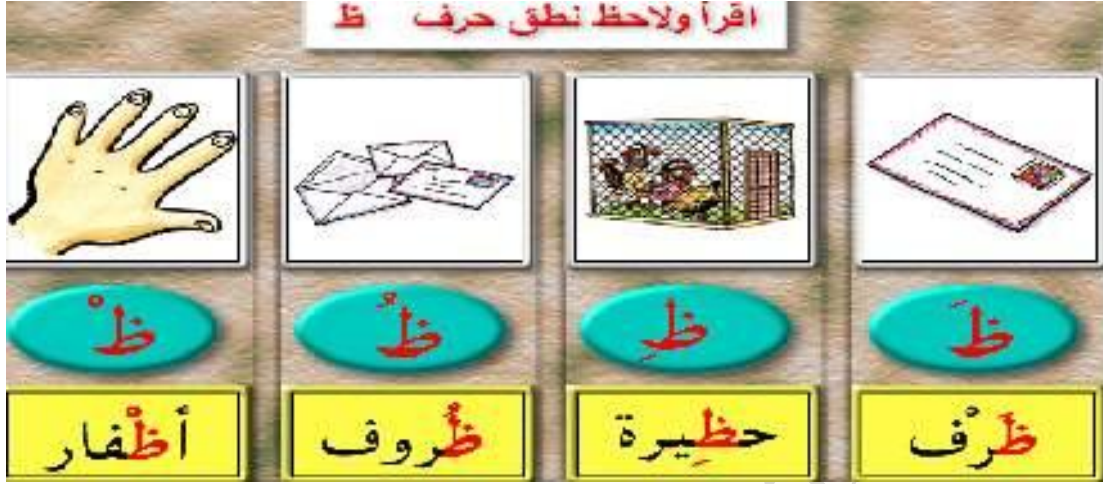 اقرأ ولاحظ نطق حرف ظ
ظَ ظِ ظُ ظْ
ظَرْف حظِيرة ظُروف أظْفار